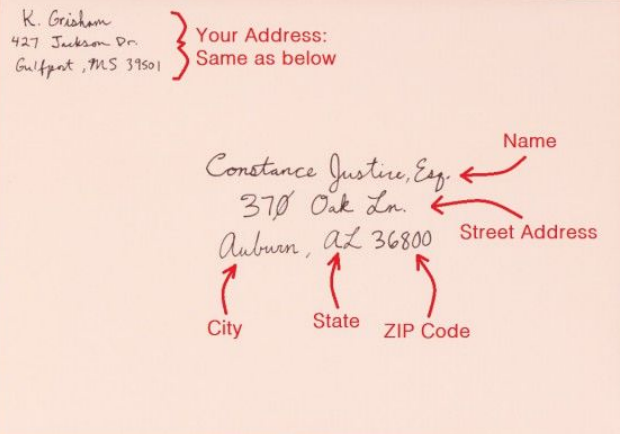 K. Grisham
427 Jackson Dr.
Gulfport, MS 39501
Your Address:
Same as below
Name
Constance Justice, Esq.
370 Oak Ln.
Street Address
Auburn, AL 36800
City
State
ZIP Code